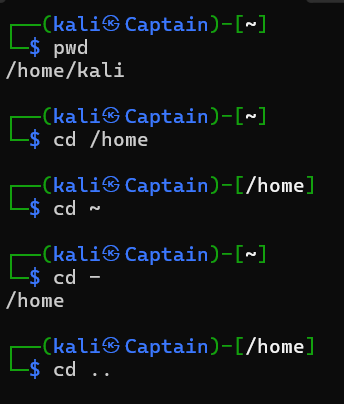 ┌──(kali㉿Captain)-[~]
└─$ pwd
/home/kali
┌──(kali㉿Captain)-[~]
└─$ cd /home
┌──(kali㉿Captain)-[/home]
└─$ cd ~
┌──(kali㉿Captain)-[~]
└─$ cd -
/home
┌──(kali㉿Captain)-[/home]
└─$ cd ..